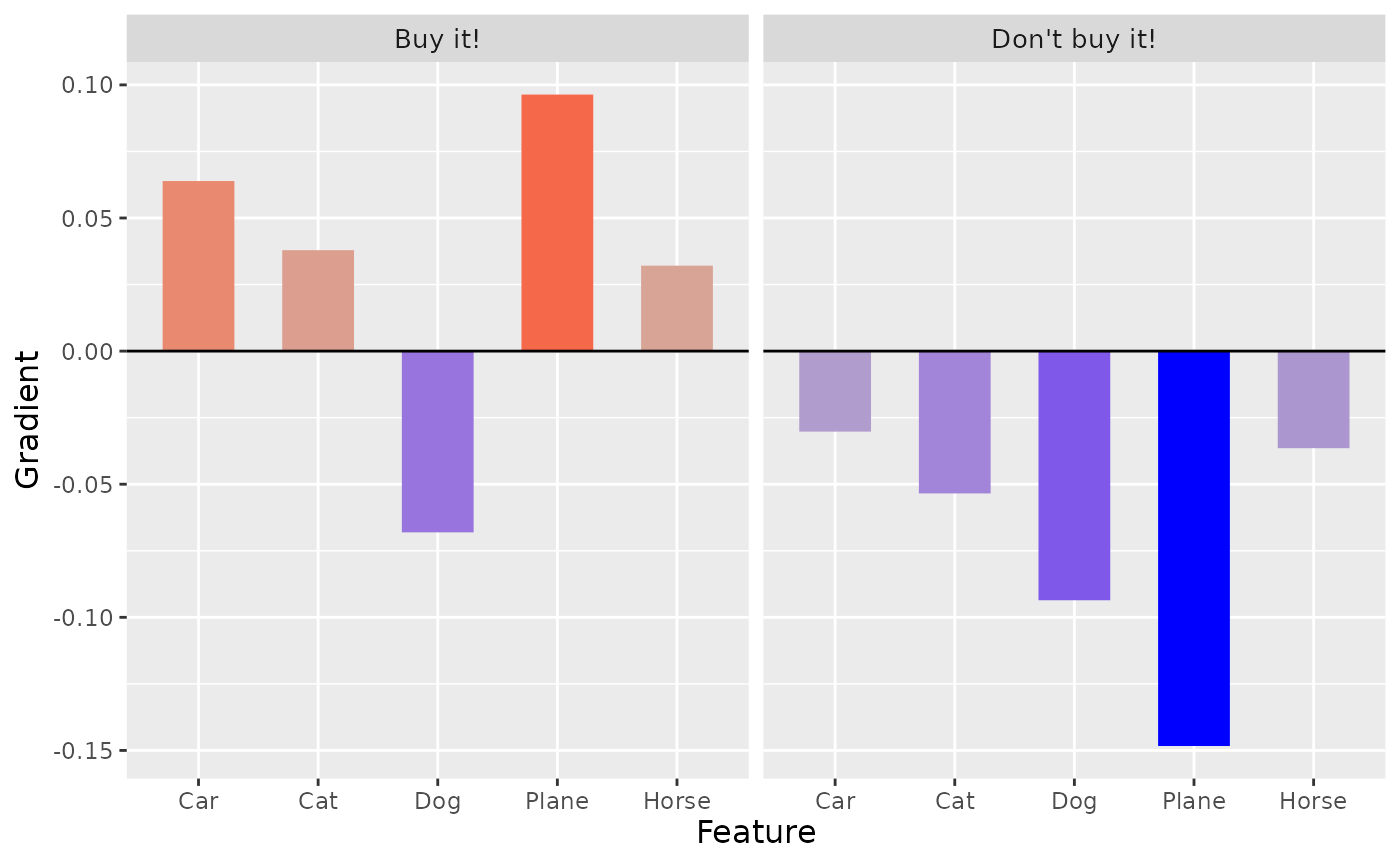 Buy it!
Don't buy it!
0.10
0.05
0.00
-0.05
-0.10
-0.15
Gradient
Car Cat Dog Plane Horse
Car Cat Dog Plane Horse
Feature